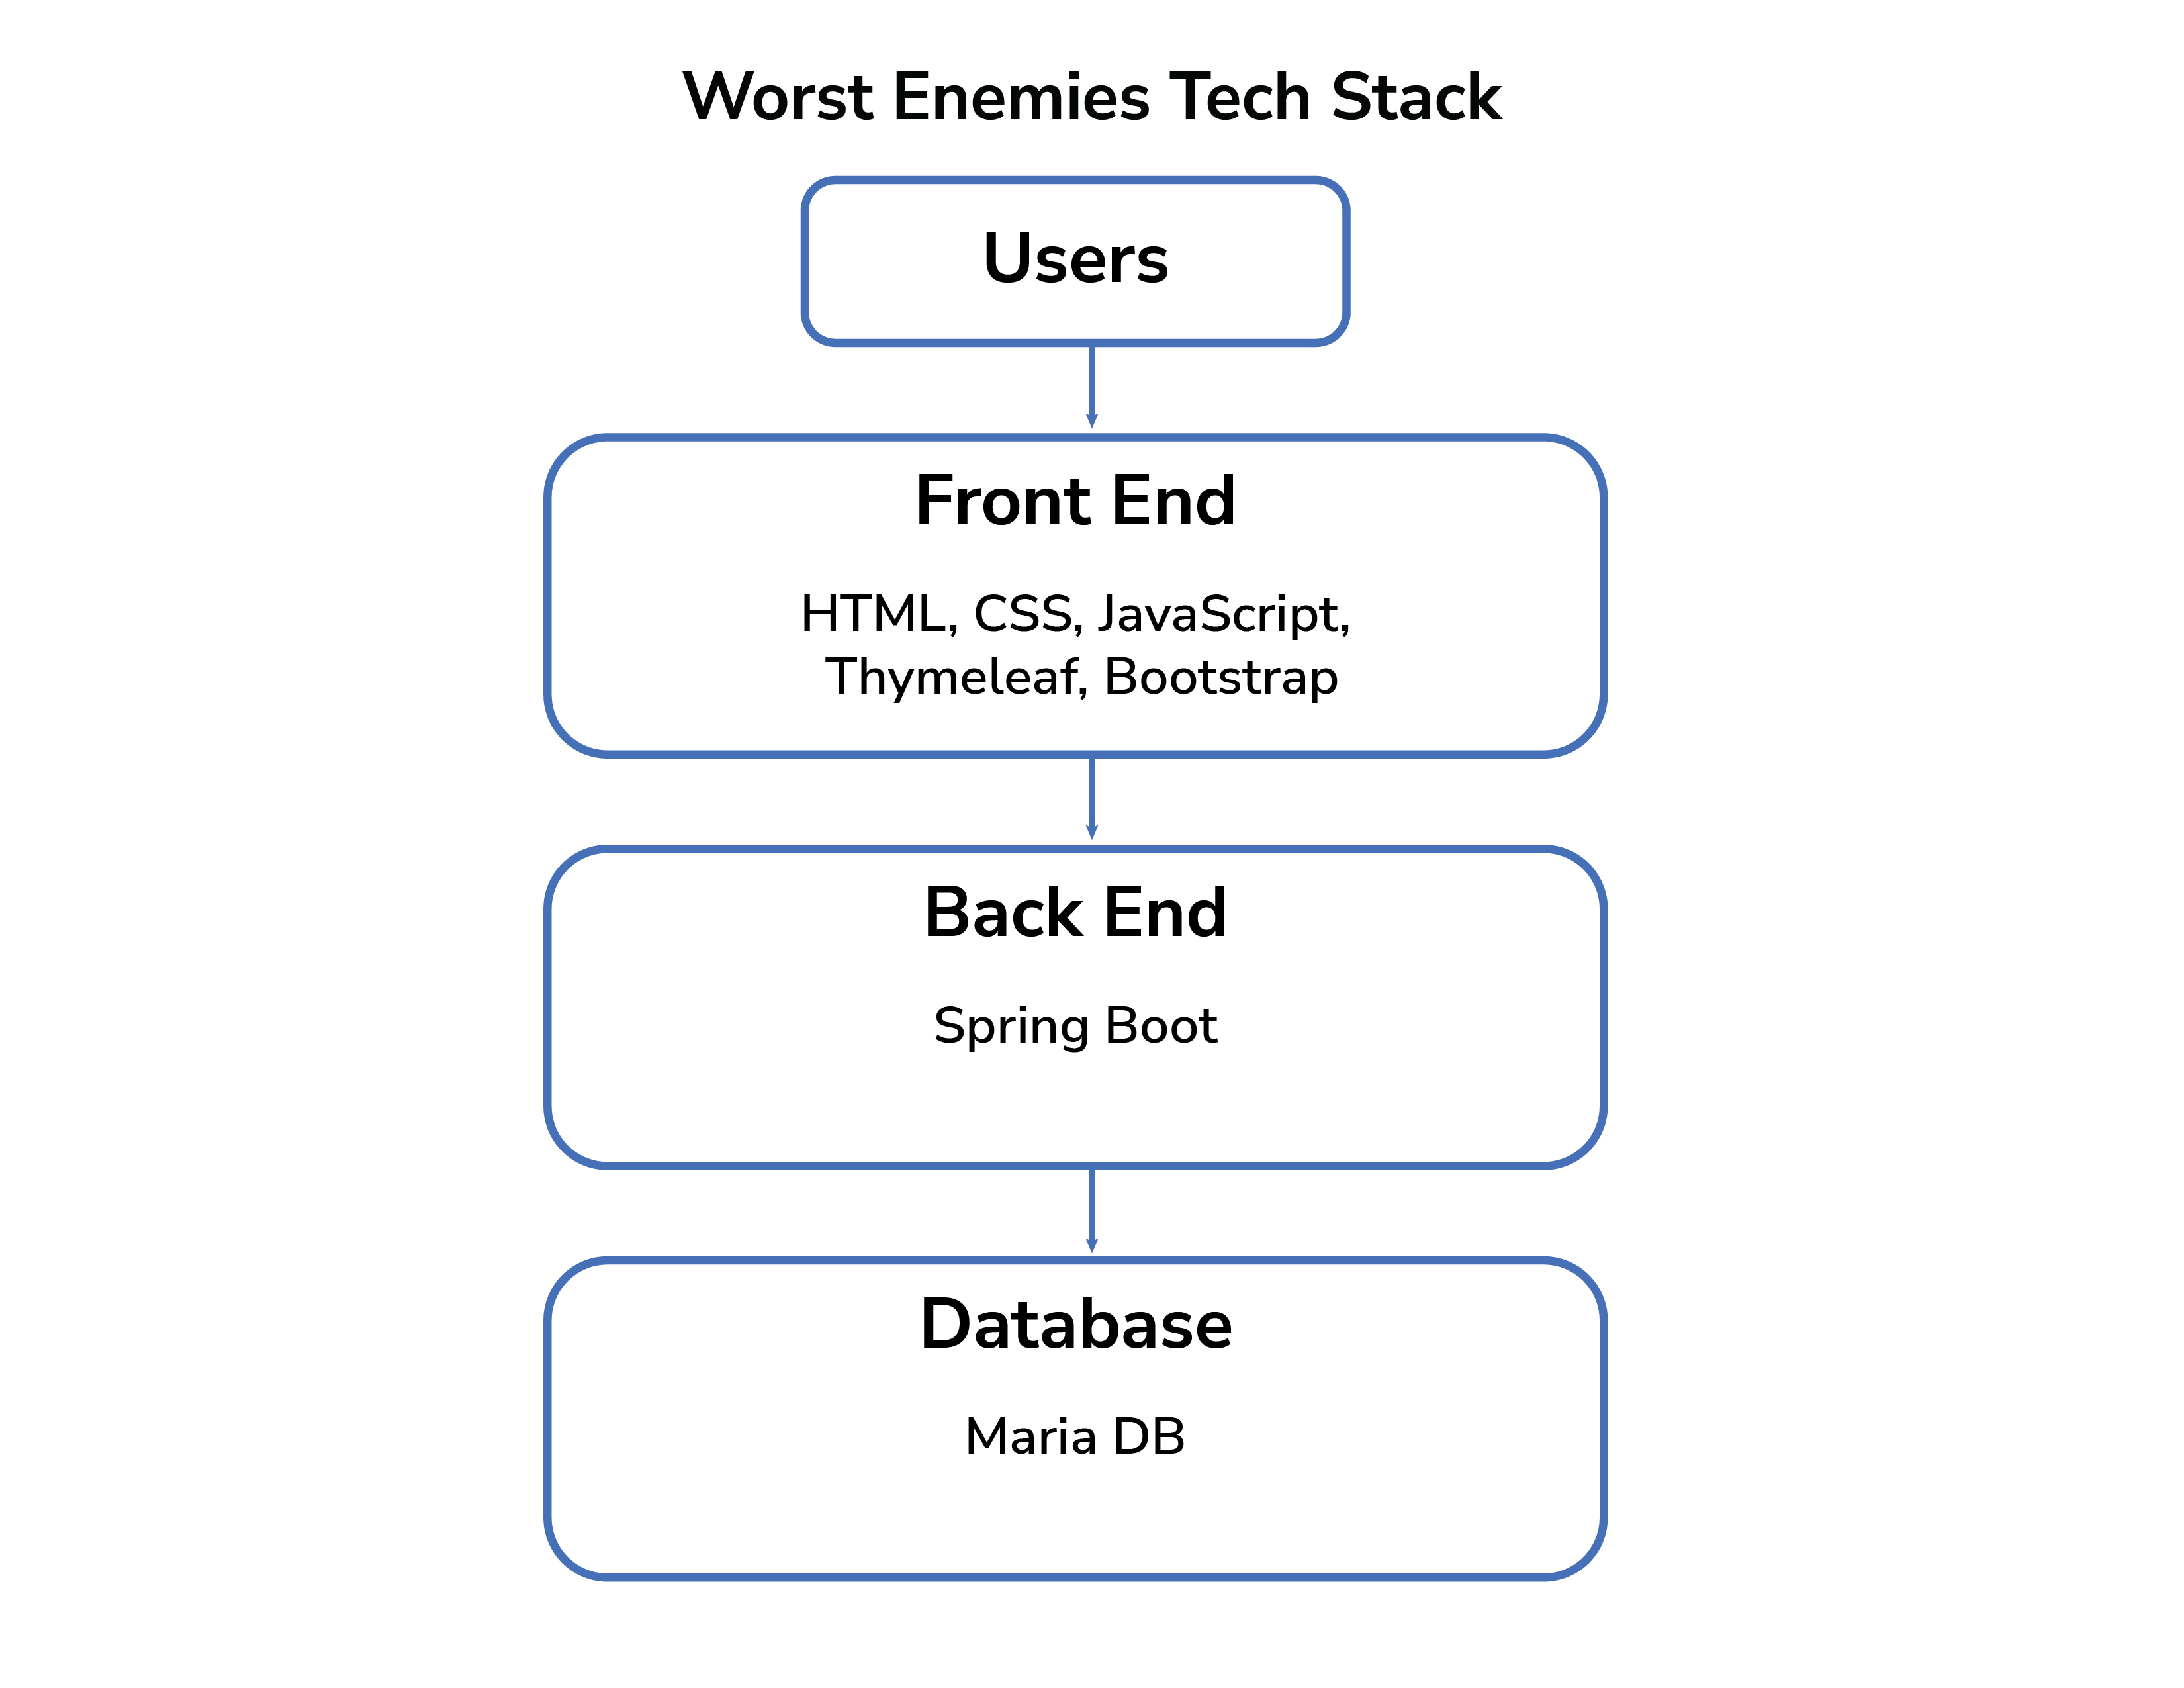 Worst Enemies Tech Stack
Users
Front End
HTML, CSS, JavaScript,
Thymeleaf, Bootstrap
Back End
Spring Boot
Database
Maria DB